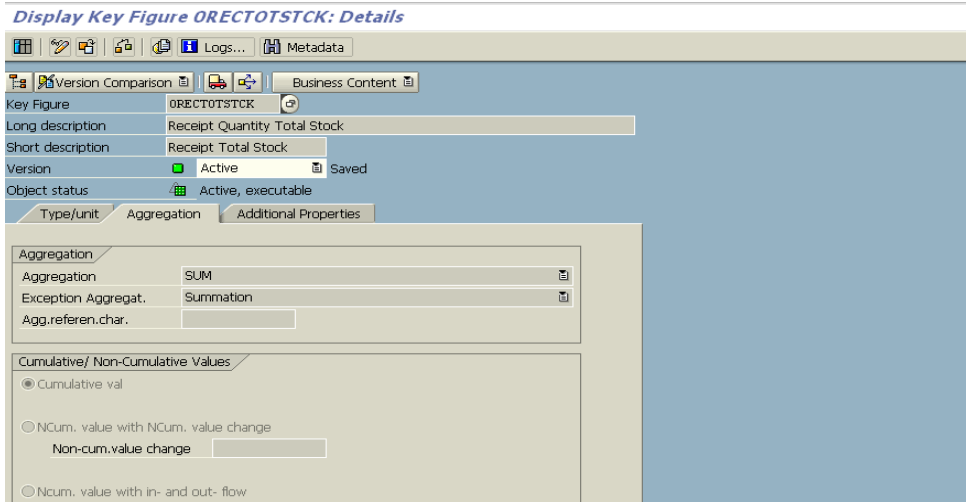 Display Key Figure 0RECTOTSTCK: Details
Logs... Metadata
Version Comparison Business Content
Key Figure 0RECTOTSTCK
Long description Receipt Quantity Total Stock
Short description Receipt Total Stock
Version Active Saved
Object status Active, executable
Type/unit Aggregation Additional Properties
Aggregation
Aggregation SUM
Exception Aggregat. Summation
Agg.referen.char.
Cumulative/ Non-Cumulative Values
Cumulative val
NCum. value with NCum. value change
Non-cum.value change
Ncum. value with in- and out- flow